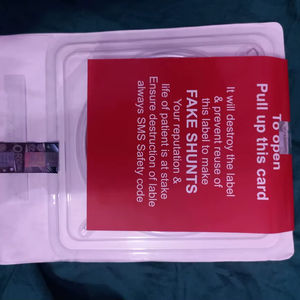 To open
Pull up this card
It will destroy the label
& prevent reuse of
this label to make
FAKE SHUNTS
Your reputation &
life of patient is at stake
Ensure destruction of lable
always SMS Safety code